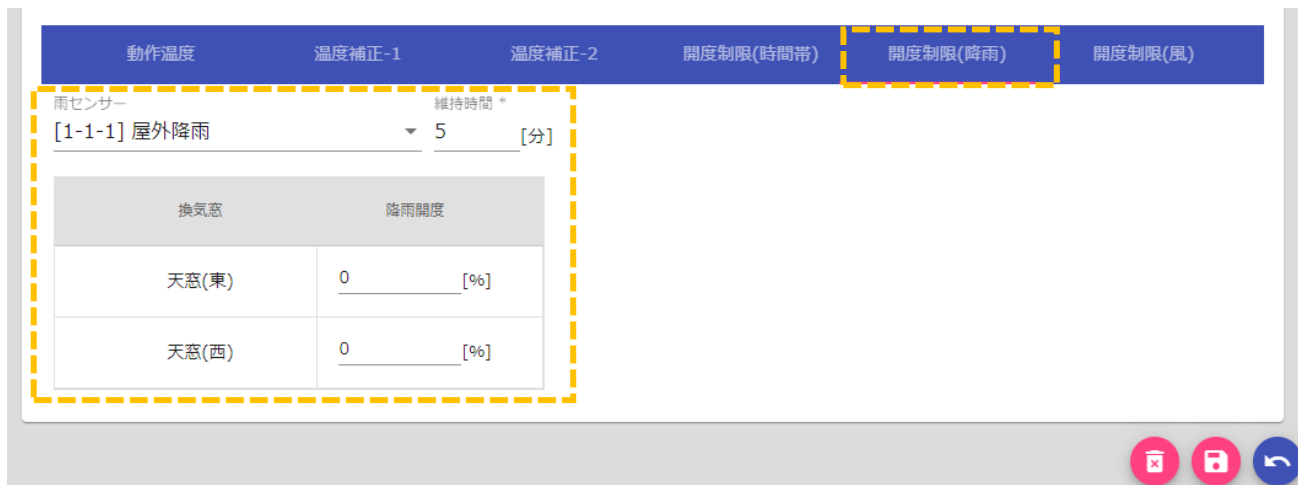 動作温度 温度補正-1 温度補正-2 開度制限(時間帯) 開度制限(降雨) 開度制限(風)
雨センサー 維持時間 *
[1-1-1] 屋外降雨 5 [分]
換気窓 降雨開度
天窓(東) 0 [%]
天窓(西) 0 [%]